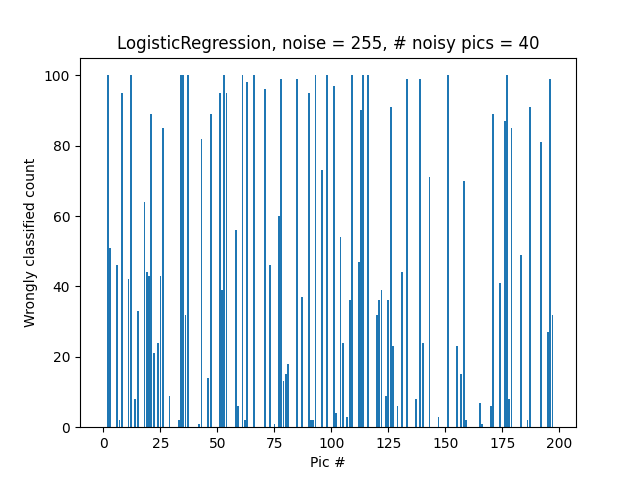 LogisticRegression, noise = 255, # noisy pics = 40
100
80
60
40
20
0
Wrongly classified count
0 25 50 75 100 125 150 175 200
Pic #